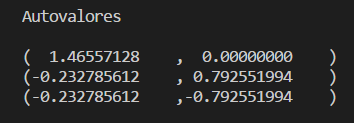 Autovalores
(  1.46557128    ,  0.00000000    )
(-0.232785612    , 0.792551994    )
(-0.232785612    ,-0.792551994    )